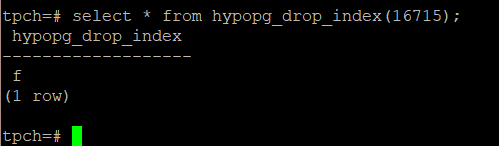 tpch=# select * from hypopg_drop_index(16715);
 hypopg_drop_index
-------------------
 f
(1 row)
tpch=#